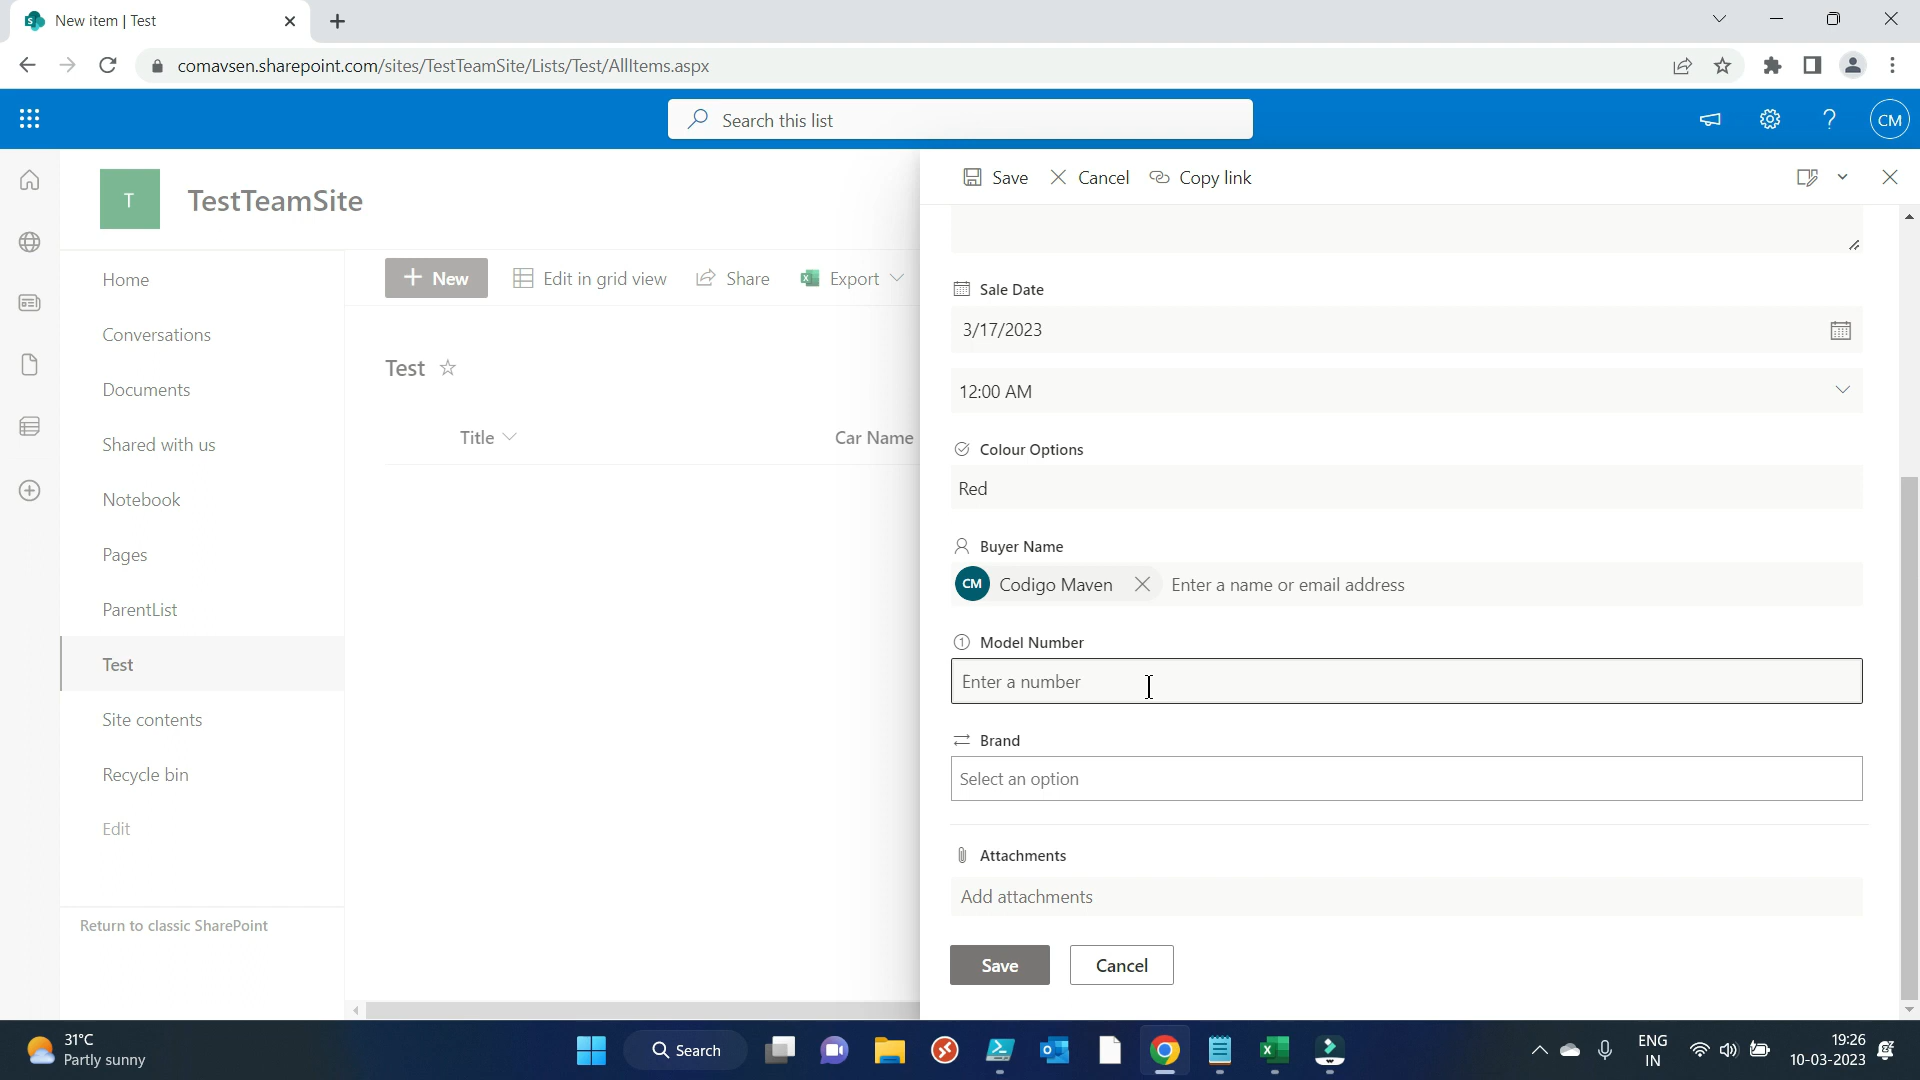 New item | Test
comavsen.sharepoint.com/sites/TestTeamSite/Lists/Test/AllItems.aspx
Search this list
CM
T
TestTeamSite
Home
Conversations
Documents
Shared with us
Notebook
Pages
ParentList
Test
Site contents
Recycle bin
Edit
Return to classic SharePoint
New
Edit in grid view
Share
Export
Test
Title
Car Name
Save
Cancel
Copy link
Sale Date
3/17/2023
12:00 AM
Colour Options
Red
Buyer Name
CM Codigo Maven Enter a name or email address
Model Number
Enter a number
Brand
Select an option
Attachments
Add attachments
Save
Cancel
31°C
Partly sunny
Search
ENG
IN
19:26
10-03-2023